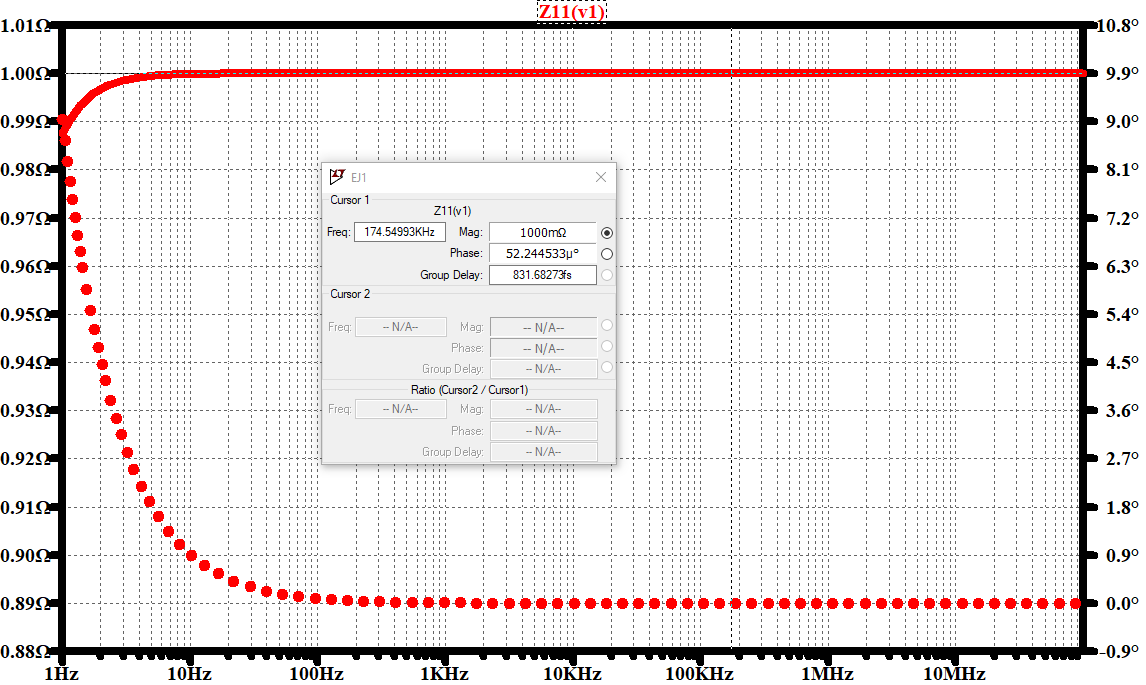 Z11(v1)
1.01Ω
10.8°
1.00Ω
9.9°
0.99Ω
9.0°
0.98Ω
8.1°
0.97Ω
7.2°
0.96Ω
6.3°
0.95Ω
5.4°
0.94Ω
4.5°
0.93Ω
3.6°
0.92Ω
2.7°
0.91Ω
1.8°
0.90Ω
0.9°
0.89Ω
0.0°
0.88Ω
-0.9°
1Hz 10Hz 100Hz 1KHz 10KHz 100KHz 1MHz 10MHz
EJ1
Cursor 1
Z11(v1)
Freq: 174.54993KHz Mag: 1000mΩ
Phase: 52.244533µ°
Group Delay: 831.68273fs
Cursor 2
Freq: -- N/A-- Mag: -- N/A--
Phase: -- N/A--
Group Delay: -- N/A--
Ratio (Cursor2 / Cursor1)
Freq: -- N/A-- Mag: -- N/A--
Phase: -- N/A--
Group Delay: -- N/A--